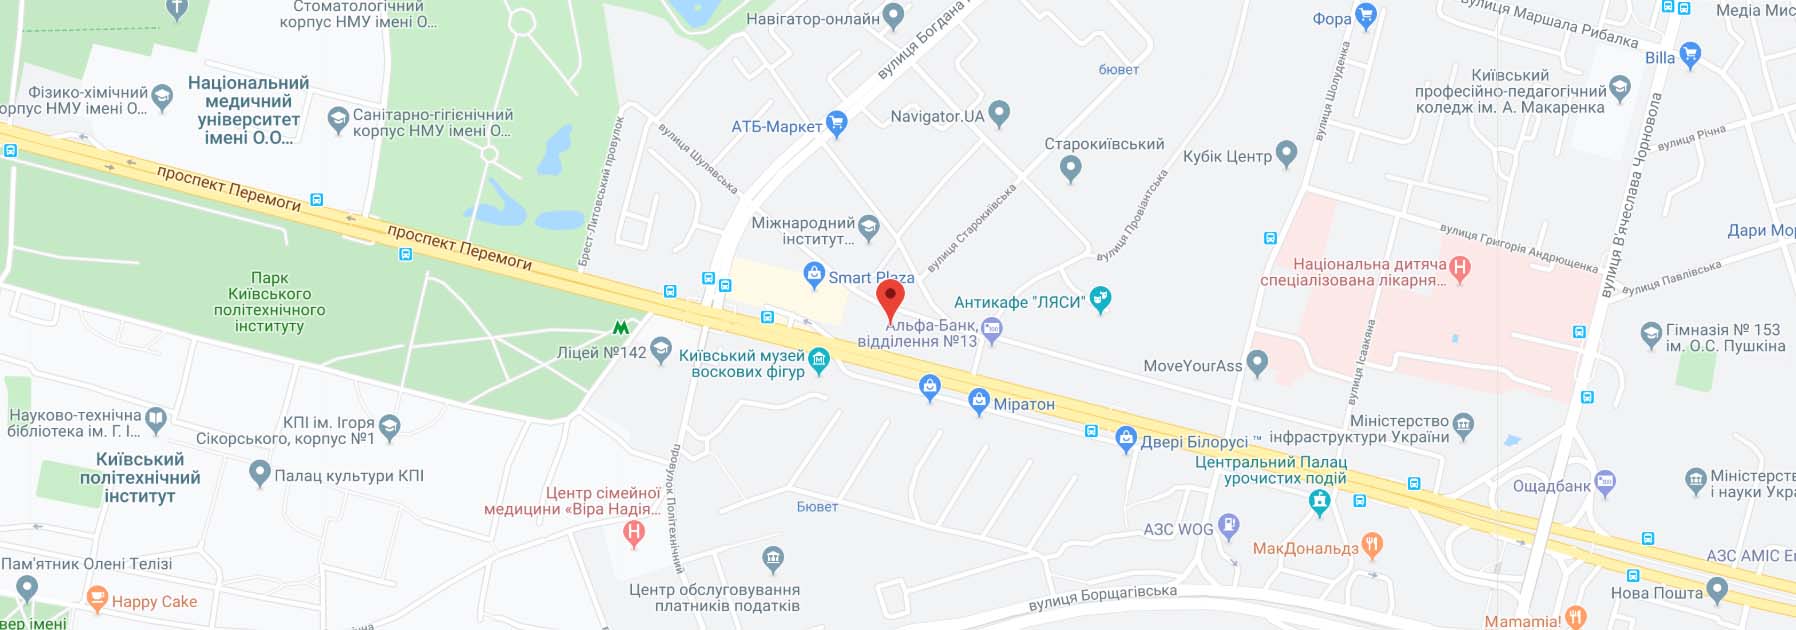 Стоматологічний
корпус НМУ імені О...
Навігатор-онлайн
вулиця Богдана
Фора
вулиця Маршала Рибалка
Медіа Мис
Billa
бювет
Київський
професійно-педагогічний
коледж ім. А. Макаренка
Фізико-хімічний
орпус НМУ імені О...
Національний
медичний
університет
імені О.О...
Санітарно-гігієнічний
корпус НМУ імені О...
АТБ-Маркет
Navigator.UA
вулиця Шолуденка
вулиця Річна
Старокиївський
Кубік Центр
вулиця Шулявська
Брест-Литовський провулок
вулиця В'ячеслава Чорновола
проспект Перемоги
проспект Перемоги
Міжнародний
інститут...
вулиця Старокиївська
вулиця Провіантська
вулиця Григорія Андрющенка
Дари Мор
Національна дитяча
спеціалізована лікарня...
вулиця Павлівська
Парк
Київського
політехнічного
інституту
Smart Plaza
Антикафе "ЛЯСИ"
Альфа-Банк,
відділення №13
Гімназія № 153
ім. О.С. Пушкіна
Ліцей №142
Київський музей
воскових фігур
MoveYourAss
вулиця Ісаакяна
Міратон
Науково-технічна
бібліотека ім. Г. І...
КПІ ім. Ігоря
Сікорського, корпус №1
Двері Білорусі ™
Міністерство
інфраструктури України
Київський
політехнічний
інститут
Палац культури КПІ
провулок Політехнічний
Центральний Палац
урочистих подій
Ощадбанк
Міністерств
і науки Укра
Центр сімейної
медицини «Віра Надія...
Бювет
АЗС WOG
МакДональдз
АЗС AMIC En
Пам'ятник Олені Телізі
Happy Cake
Центр обслуговування
платників податків
вулиця Борщагівська
Нова Пошта
Mamamia!
вер імені